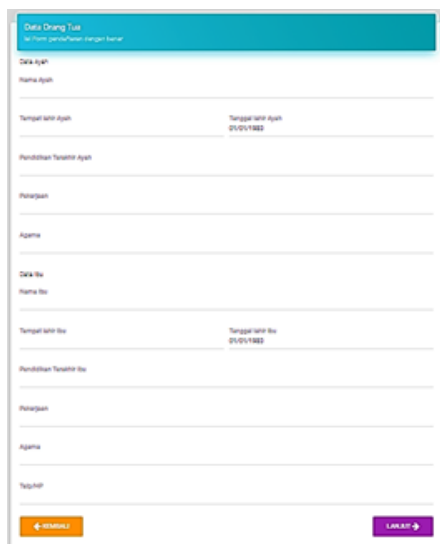 Data Orang Tua
Isi Form pendaftaran dengan benar
Data Ayah
Nama Ayah
Tempat lahir Ayah
Tanggal lahir Ayah
01/01/1983
Pendidikan Terakhir Ayah
Pekerjaan
Agama
Data Ibu
Nama Ibu
Tempat lahir Ibu
Tanggal lahir Ibu
01/01/1983
Pendidikan Terakhir Ibu
Pekerjaan
Agama
Telp/HP
KEMBALI
LANJUT